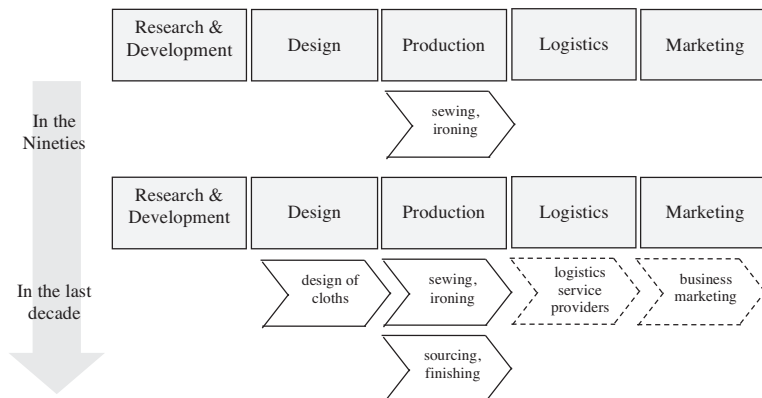 Research &
Development
Design
Production
Logistics
Marketing
In the
Nineties
sewing,
ironing
Research &
Development
Design
Production
Logistics
Marketing
In the last
decade
design of
cloths
sewing,
ironing
logistics
service
providers
business
marketing
sourcing,
finishing